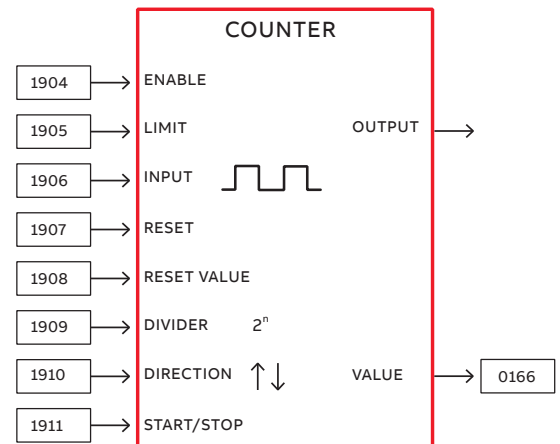 COUNTER
1904 ENABLE
1905 LIMIT OUTPUT
1906 INPUT
1907 RESET
1908 RESET VALUE
1909 DIVIDER 2ⁿ
1910 DIRECTION ↑↓ VALUE 0166
1911 START/STOP